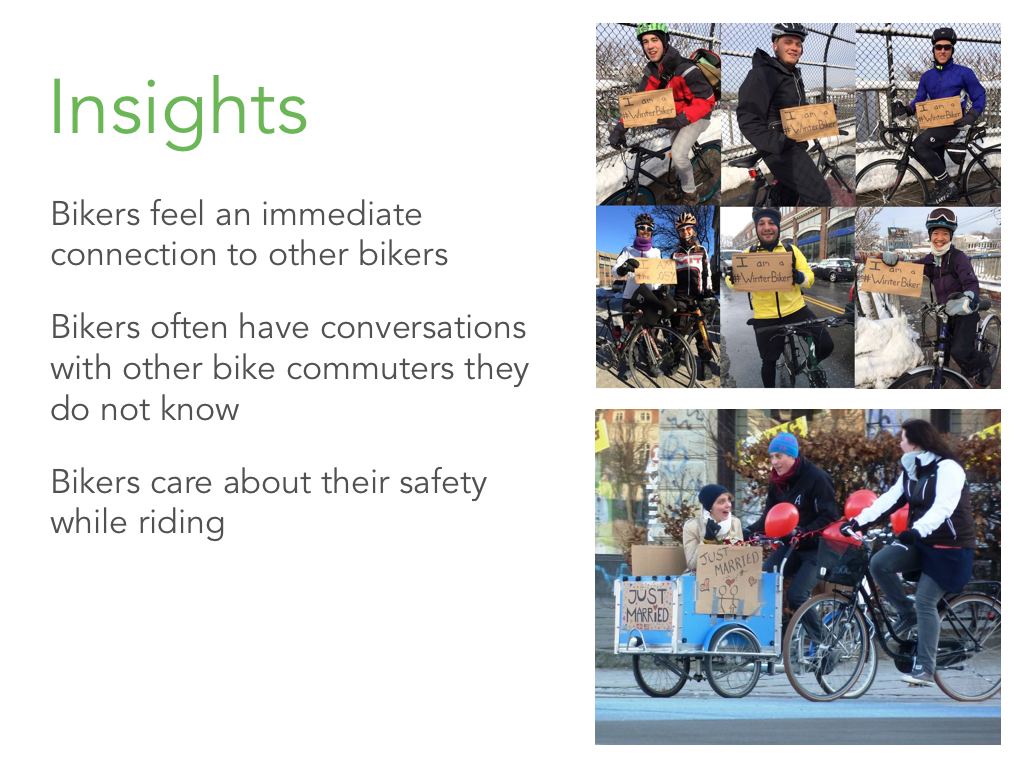 Insights
Bikers feel an immediate
connection to other bikers
Bikers often have conversations
with other bike commuters they
do not know
Bikers care about their safety
while riding
I am a
#WinterBiker
I am a
#WinterBiker
I am a
#WinterBiker
I am a
#WinterBiker
I am a
#WinterBiker
JUST
MARRIED
JUST
MARRIED